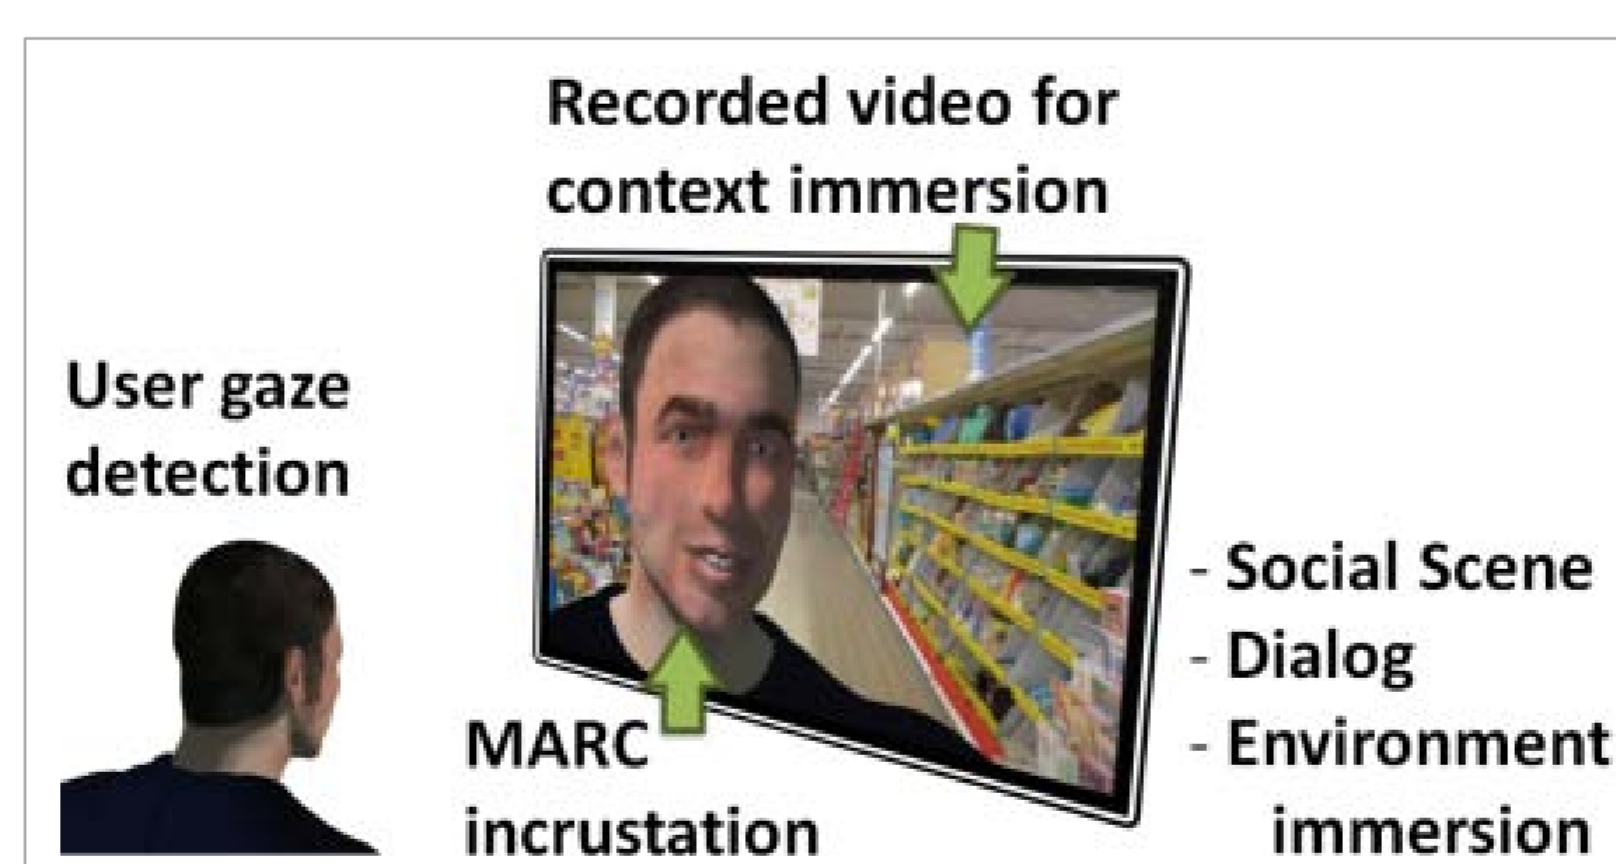 Recorded video for
context immersion
User gaze
detection
MARC
incrustation
- Social Scene
- Dialog
- Environment
immersion